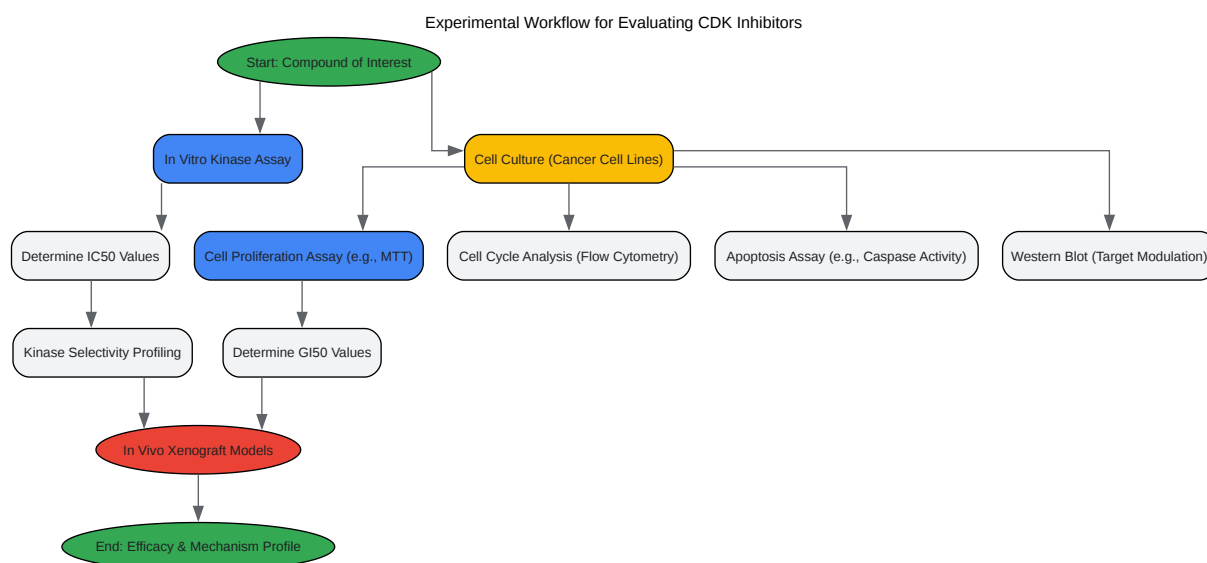 Experimental Workflow for Evaluating CDK Inhibitors
Start: Compound of Interest
In Vitro Kinase Assay
Cell Culture (Cancer Cell Lines)
Determine IC50 Values
Cell Proliferation Assay (e.g., MTT)
Cell Cycle Analysis (Flow Cytometry)
Apoptosis Assay (e.g., Caspase Activity)
Western Blot (Target Modulation)
Kinase Selectivity Profiling
Determine GI50 Values
In Vivo Xenograft Models
End: Efficacy & Mechanism Profile